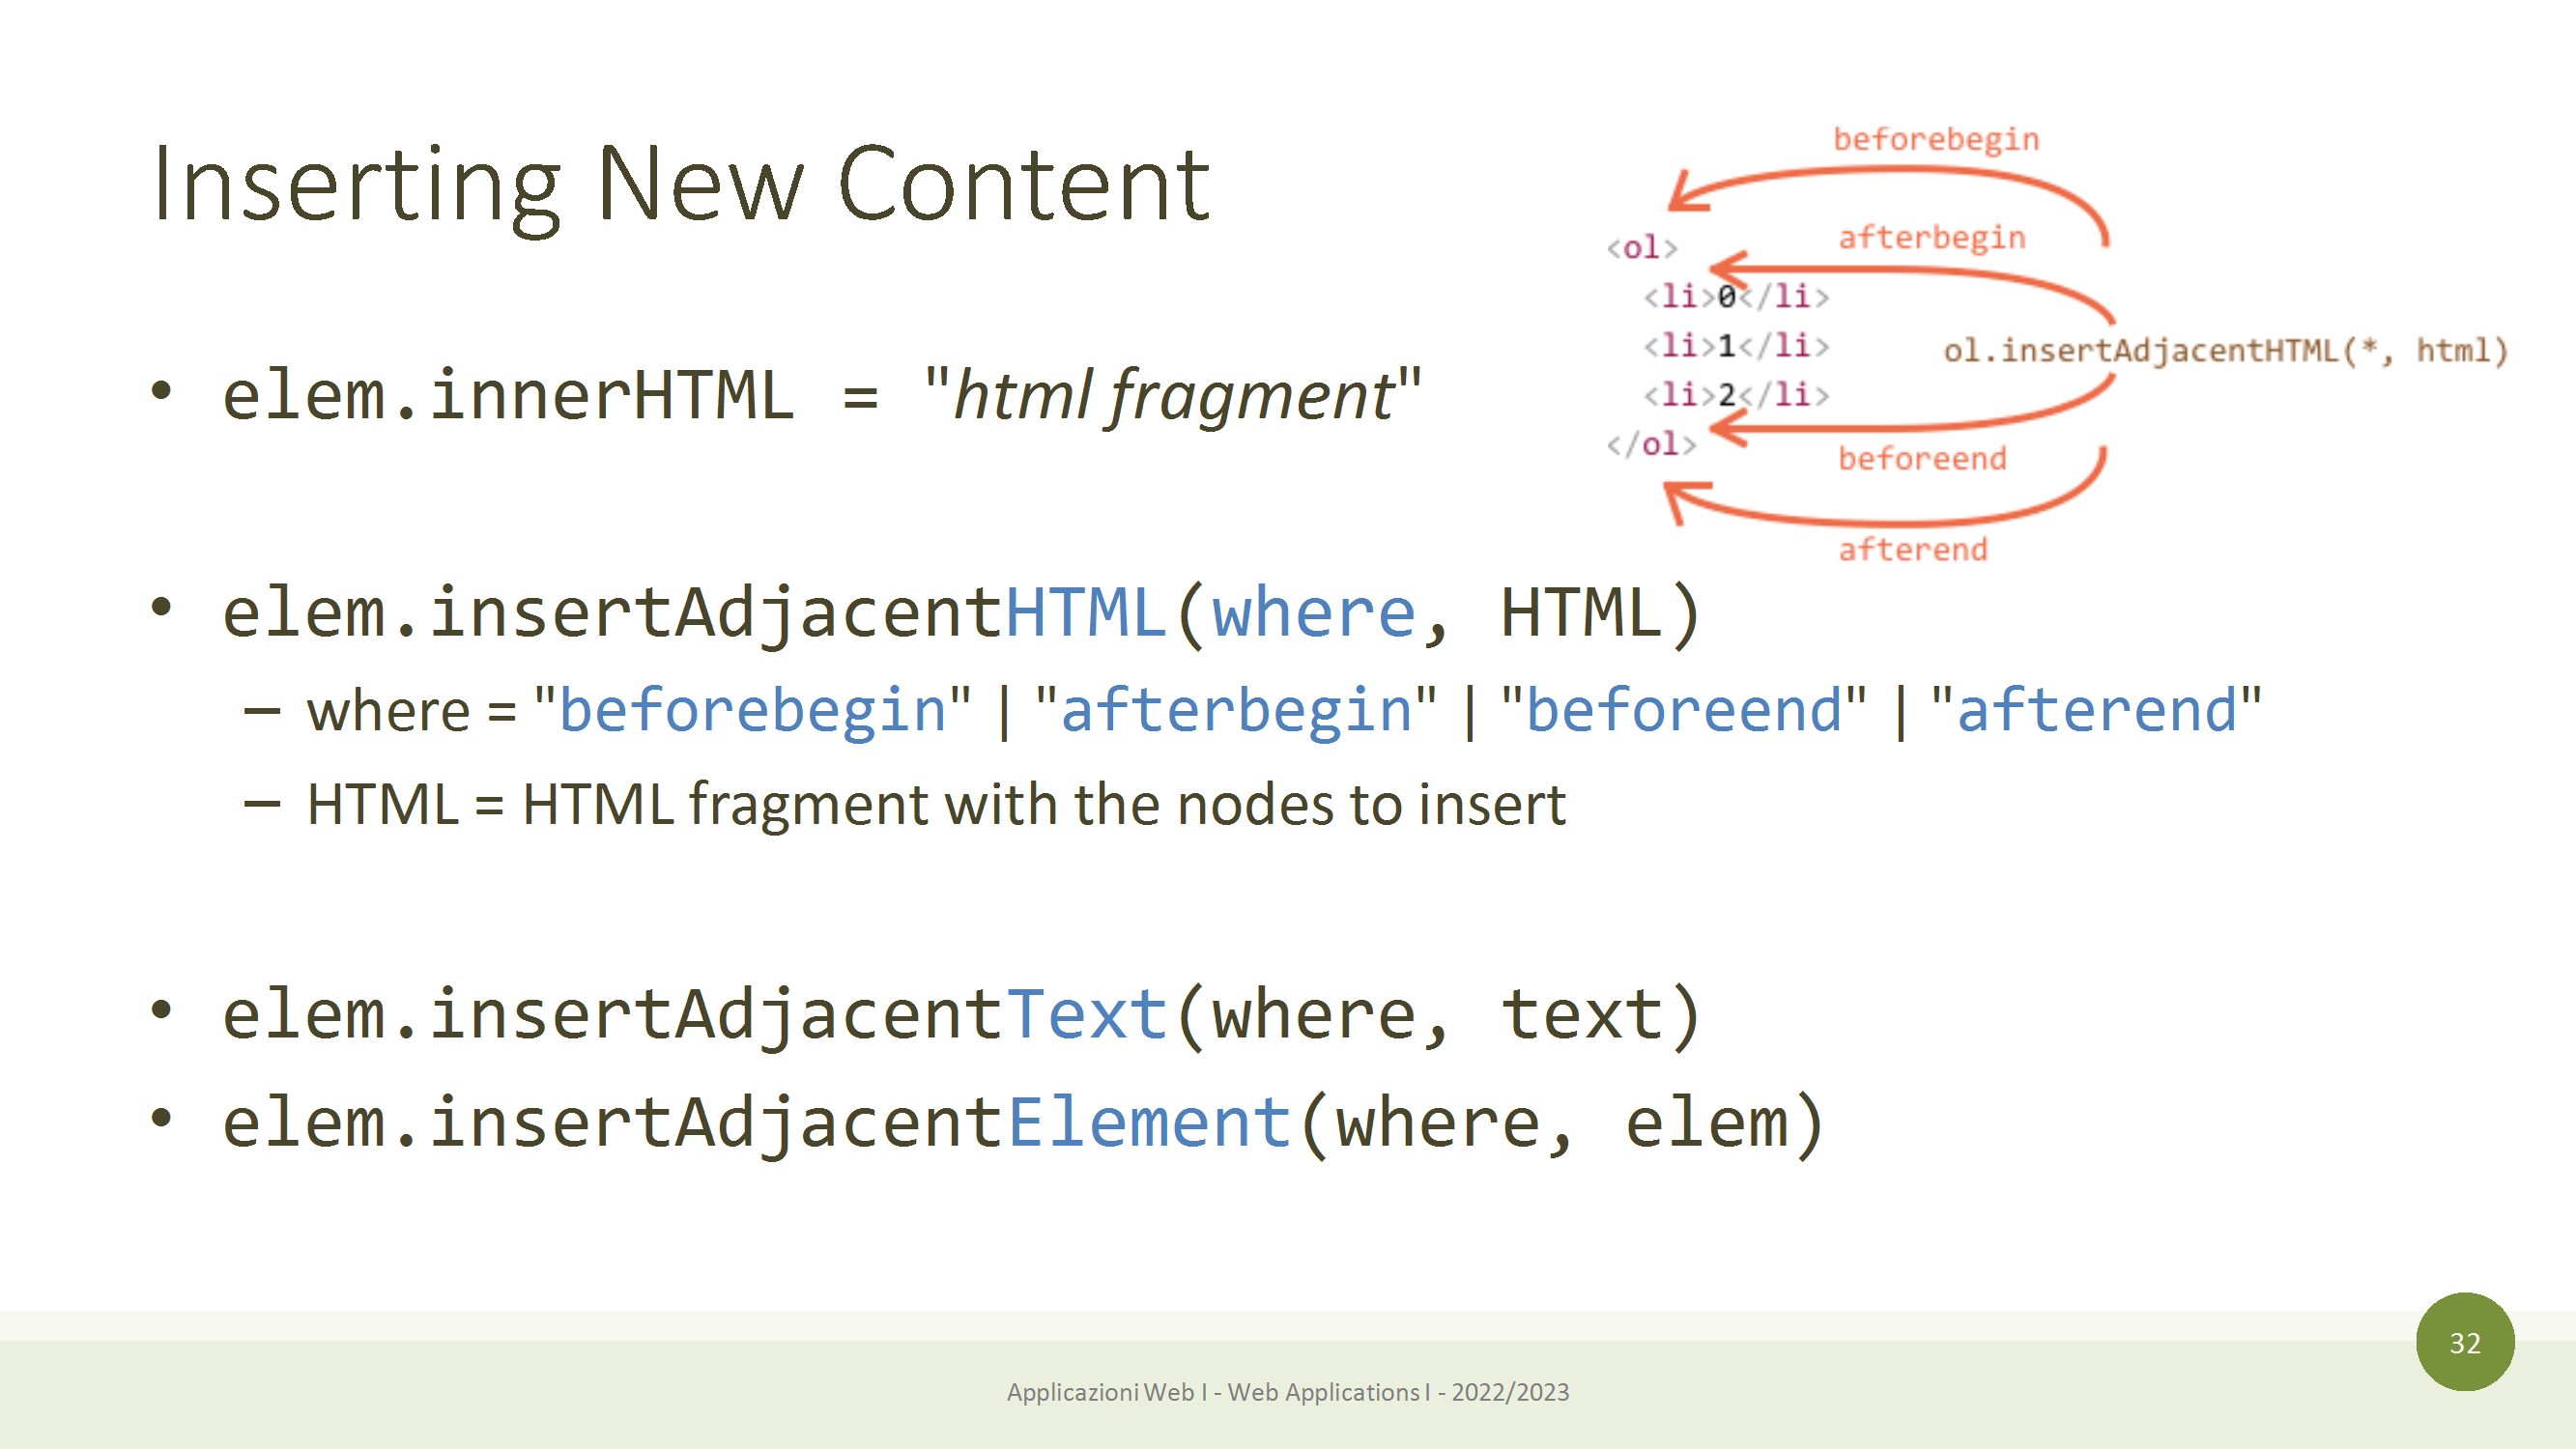 Inserting New Content
• elem.innerHTML = "html fragment"
beforebegin
<ol>
afterbegin
<li>0</li>
<li>1</li>
ol.insertAdjacentHTML(*, html)
<li>2</li>
</ol>
beforeend
afterend
• elem.insertAdjacentHTML(where, HTML)
– where = "beforebegin" | "afterbegin" | "beforeend" | "afterend"
– HTML = HTML fragment with the nodes to insert
• elem.insertAdjacentText(where, text)
• elem.insertAdjacentElement(where, elem)
32
Applicazioni Web I - Web Applications I - 2022/2023